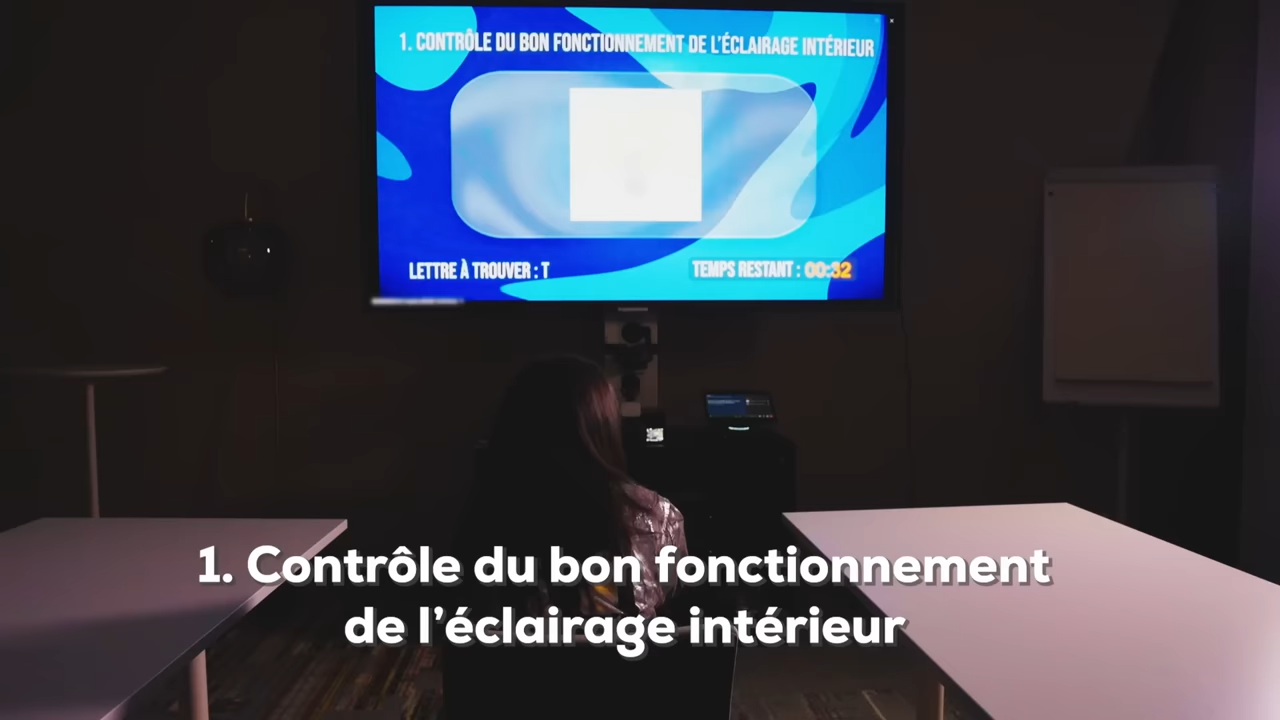 1. CONTRÔLE DU BON FONCTIONNEMENT DE L'ÉCLAIRAGE INTÉRIEUR
LETTRE À TROUVER : T
TEMPS RESTANT : 00:32
1. Contrôle du bon fonctionnement
de l'éclairage intérieur